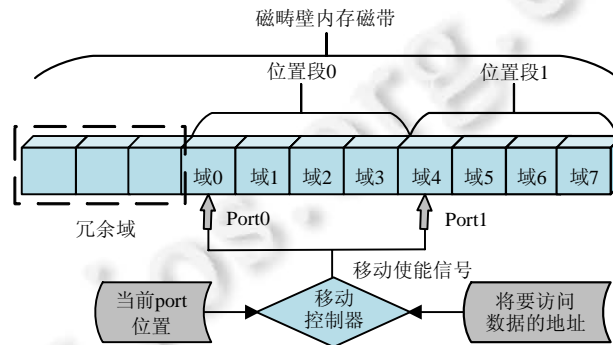 磁畴壁内存磁带
位置段0
位置段1
域0 域1 域2 域3 域4 域5 域6 域7
冗余域
Port0
Port1
移动使能信号
当前port
位置
移动
控制器
将要访问
数据的地址